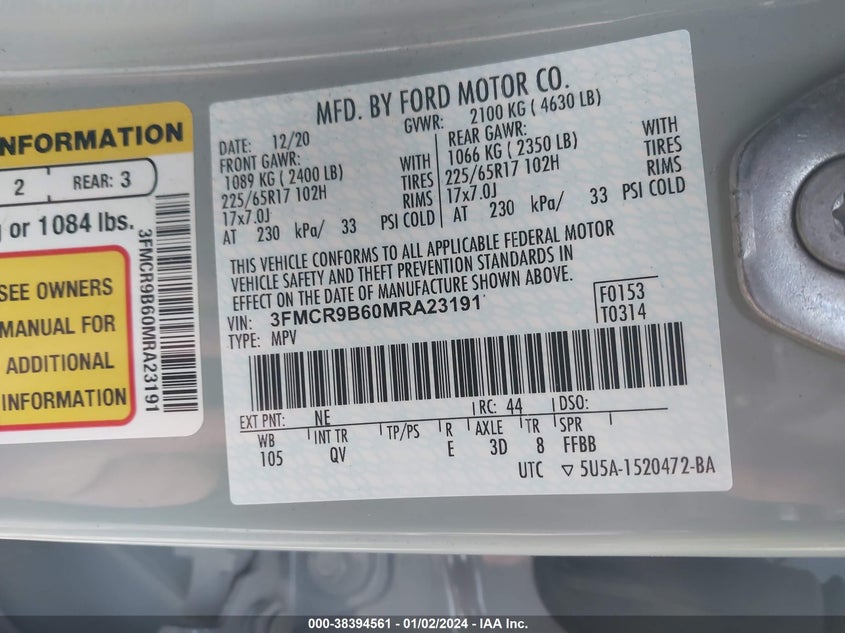 NFORMATION
2 REAR: 3
or 1084 lbs.
SEE OWNERS
MANUAL FOR
ADDITIONAL
INFORMATION
3FMCR9B60MRA23191
MFD. BY FORD MOTOR CO.
DATE: 12/20 GVWR: 2100 KG ( 4630 LB)
FRONT GAWR: REAR GAWR:
1089 KG ( 2400 LB) WITH 1066 KG ( 2350 LB) WITH
225/65R17 102H TIRES 225/65R17 102H TIRES
17x7.0J RIMS 17x7.0J RIMS
AT 230 kPa/ 33 PSI COLD AT 230 kPa/ 33 PSI COLD
THIS VEHICLE CONFORMS TO ALL APPLICABLE FEDERAL MOTOR
VEHICLE SAFETY AND THEFT PREVENTION STANDARDS IN
EFFECT ON THE DATE OF MANUFACTURE SHOWN ABOVE.
VIN: 3FMCR9B60MRA23191 F0153
TYPE: MPV T0314
EXT PNT: NE RC: 44 DSO:
WB INT TR TP/PS R AXLE TR SPR
105 QV E 3D 8 FFBB
UTC ▽ 5U5A-1520472-BA
000-38394561 - 01/02/2024 - IAA Inc.